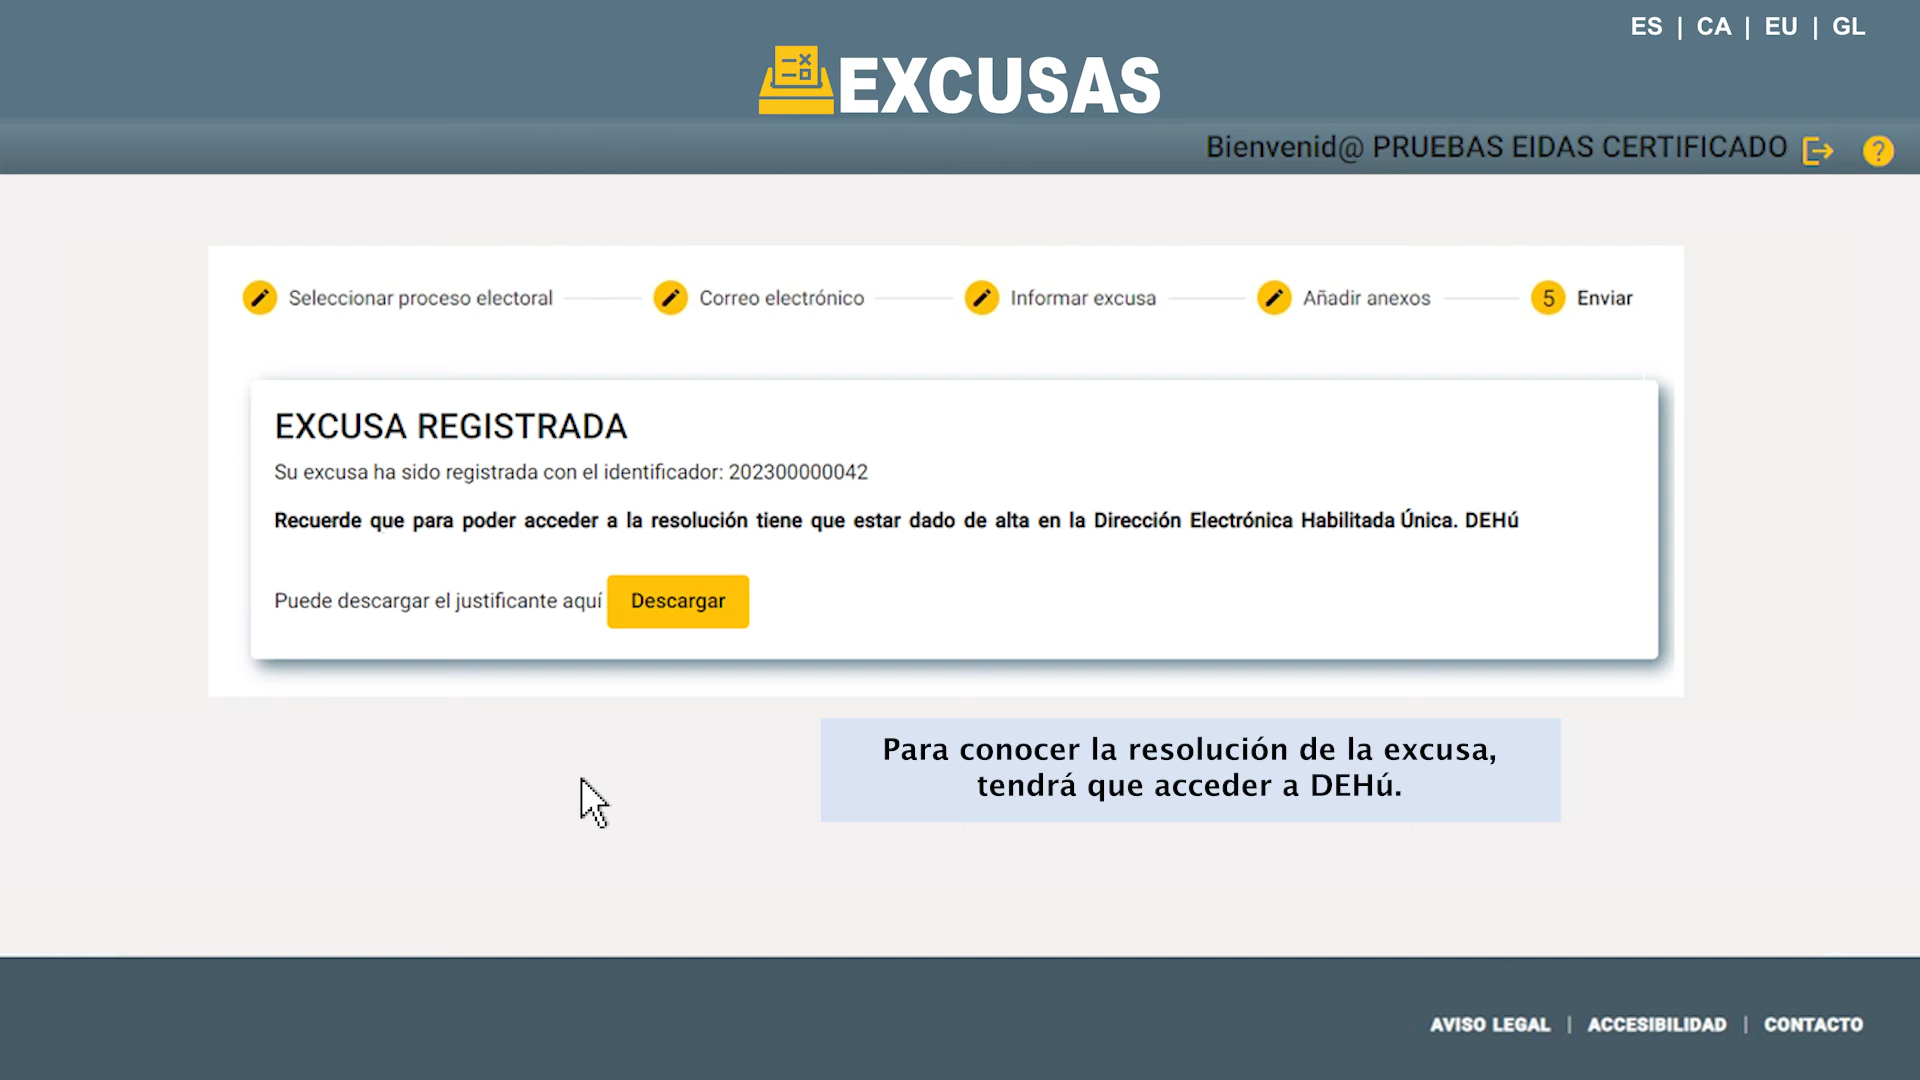 ES | CA | EU | GL
EXCUSAS
Bienvenid@ PRUEBAS EIDAS CERTIFICADO
?
Seleccionar proceso electoral
Correo electrónico
Informar excusa
Añadir anexos
5 Enviar
EXCUSA REGISTRADA
Su excusa ha sido registrada con el identificador: 202300000042
Recuerde que para poder acceder a la resolución tiene que estar dado de alta en la Dirección Electrónica Habilitada Única. DEHú
Puede descargar el justificante aquí Descargar
Para conocer la resolución de la excusa,
tendrá que acceder a DEHú.
AVISO LEGAL | ACCESIBILIDAD | CONTACTO